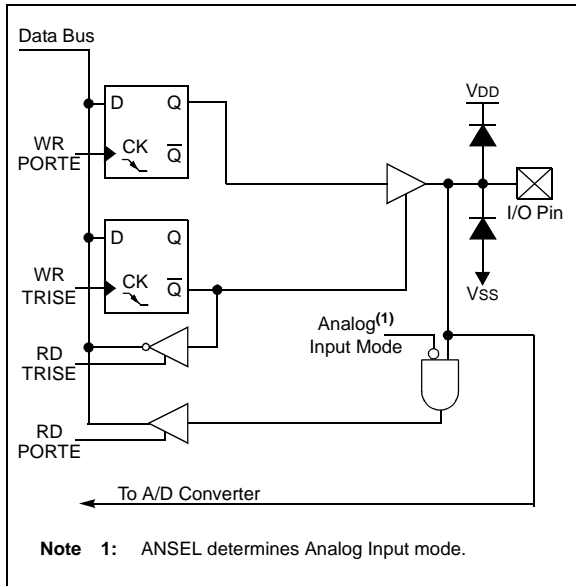 Data Bus
D Q
WR
PORTE
CK Q
VDD
I/O Pin
D Q
WR
TRISE
CK Q
VSS
Analog(1)
Input Mode
RD
TRISE
RD
PORTE
To A/D Converter
Note 1: ANSEL determines Analog Input mode.